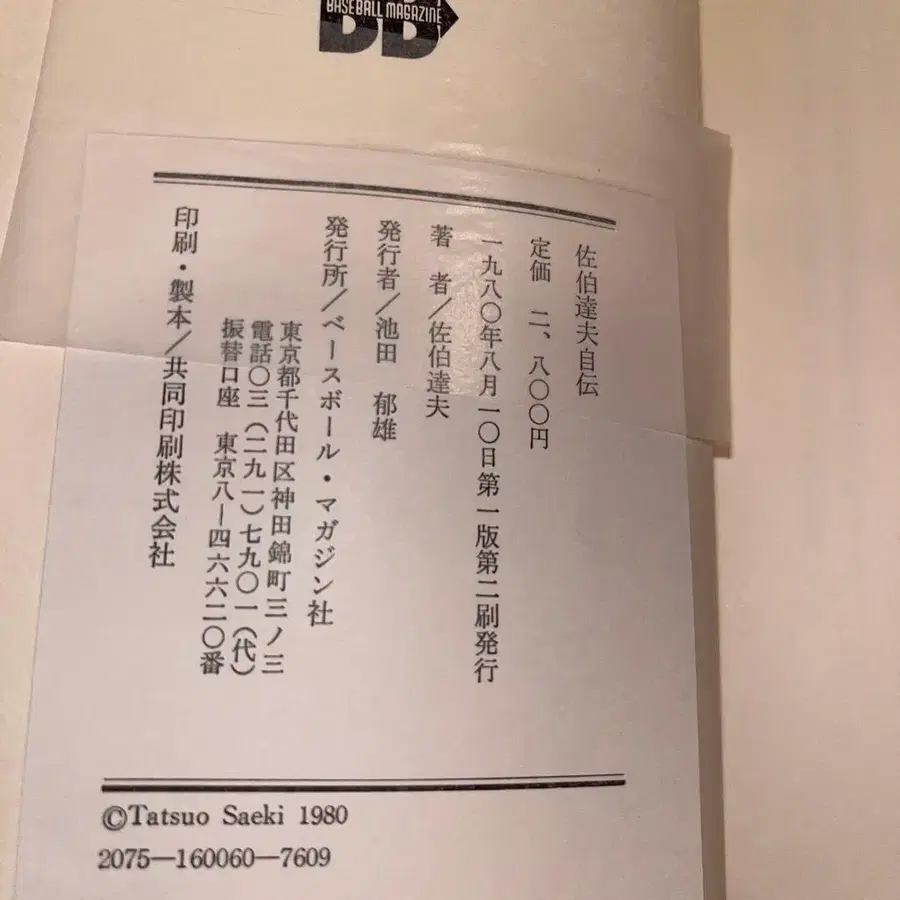 BASEBALL MAGAZINE
佐伯達夫自伝
定価 二、八〇〇円
一九八〇年八月一〇日第一版第二刷発行
著 者/佐伯達夫
発行者/池田 郁雄
発行所/ベースボール・マガジン社
東京都千代田区神田錦町三ノ三
電話〇三(二九一)七九〇一(代)
振替口座 東京八―四六六二〇番
印刷・製本/共同印刷株式会社
©Tatsuo Saeki 1980
2075―160060―7609